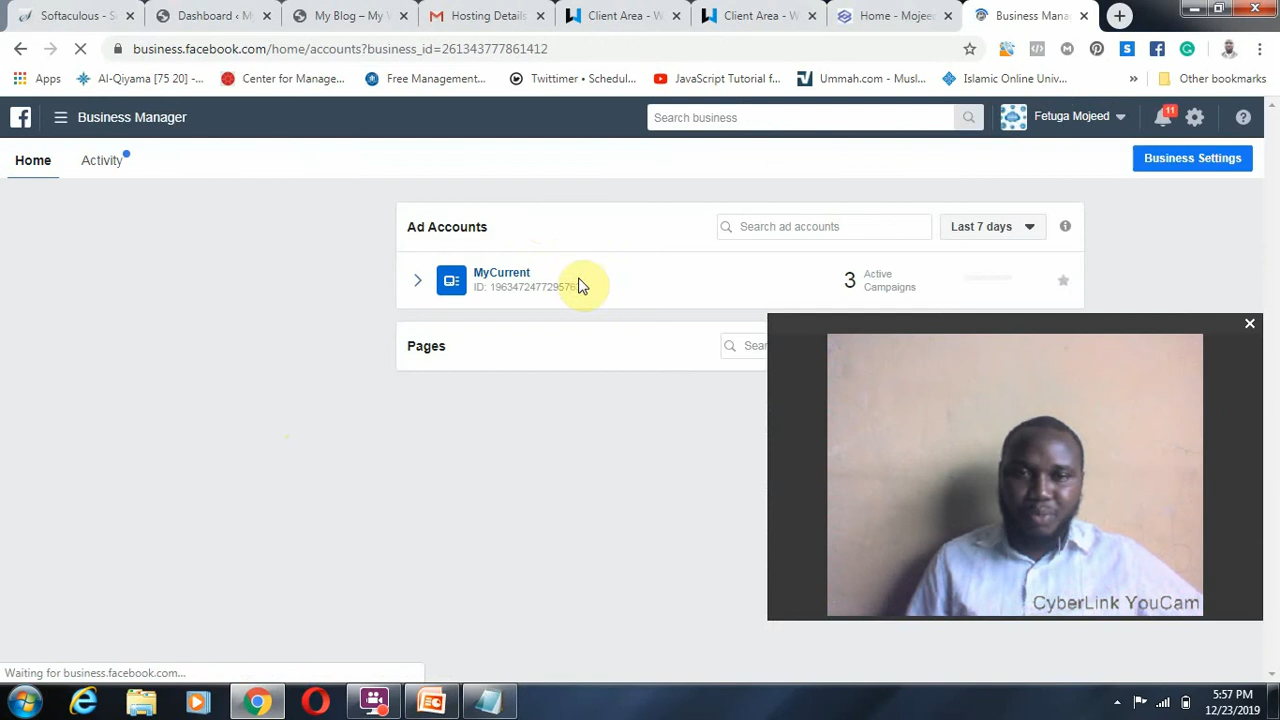 Softaculous - S
Dashboard ‹ M
My Blog – My
Hosting Detai
Client Area - W
Client Area - W
Home - Mojee
Business Mana
business.facebook.com/home/accounts?business_id=261343777861412
Apps
Al-Qiyama [75 20] -...
Center for Manage...
Free Management...
Twittimer • Schedul...
JavaScript Tutorial f...
Ummah.com - Musl...
Islamic Online Univ...
»
Other bookmarks
Business Manager
Search business
Fetuga Mojeed
11
Home
Activity
Business Settings
Ad Accounts
Search ad accounts
Last 7 days
MyCurrent
ID: 196347247729576
3
Active
Campaigns
Pages
Sear
CyberLink YouCam
Waiting for business.facebook.com...
5:57 PM
12/23/2019